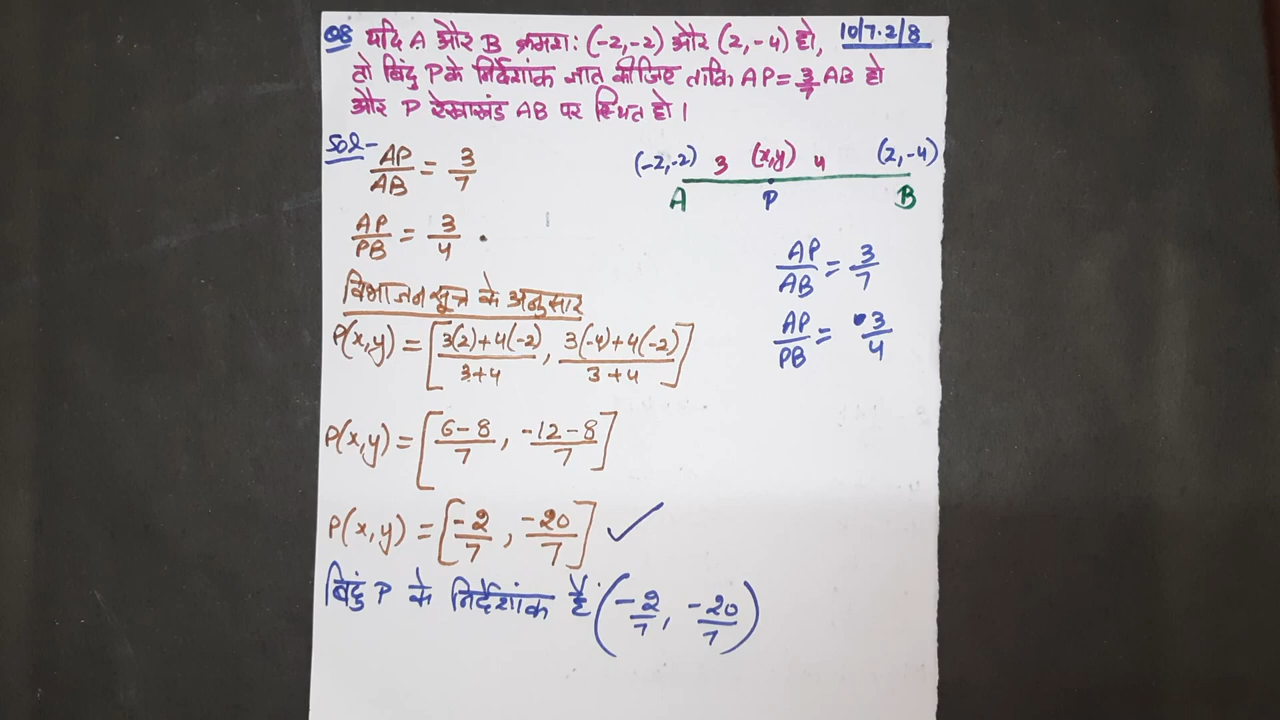 Q8 यदि A और B क्रमश: (-2,-2) और (2,-4) हो, 10/7.2/8
तो बिंदु P के निर्देशांक ज्ञात कीजिए ताकि AP = 3/7 AB हो
और P रेखाखंड AB पर स्थित हो।
Sol-
AP/AB = 3/7
(-2,-2) 3 (x,y) 4 (2,-4)
A P B
AP/PB = 3/4 .
AP/AB = 3/7
AP/PB = 3/4
विभाजन सूत्र के अनुसार
P(x,y) = [3(2)+4(-2)/3+4 , 3(-4)+4(-2)/3+4]
P(x,y) = [6-8/7 , -12-8/7]
P(x,y) = [-2/7 , -20/7] ✓
बिंदु P के निर्देशांक हैं (-2/7, -20/7)